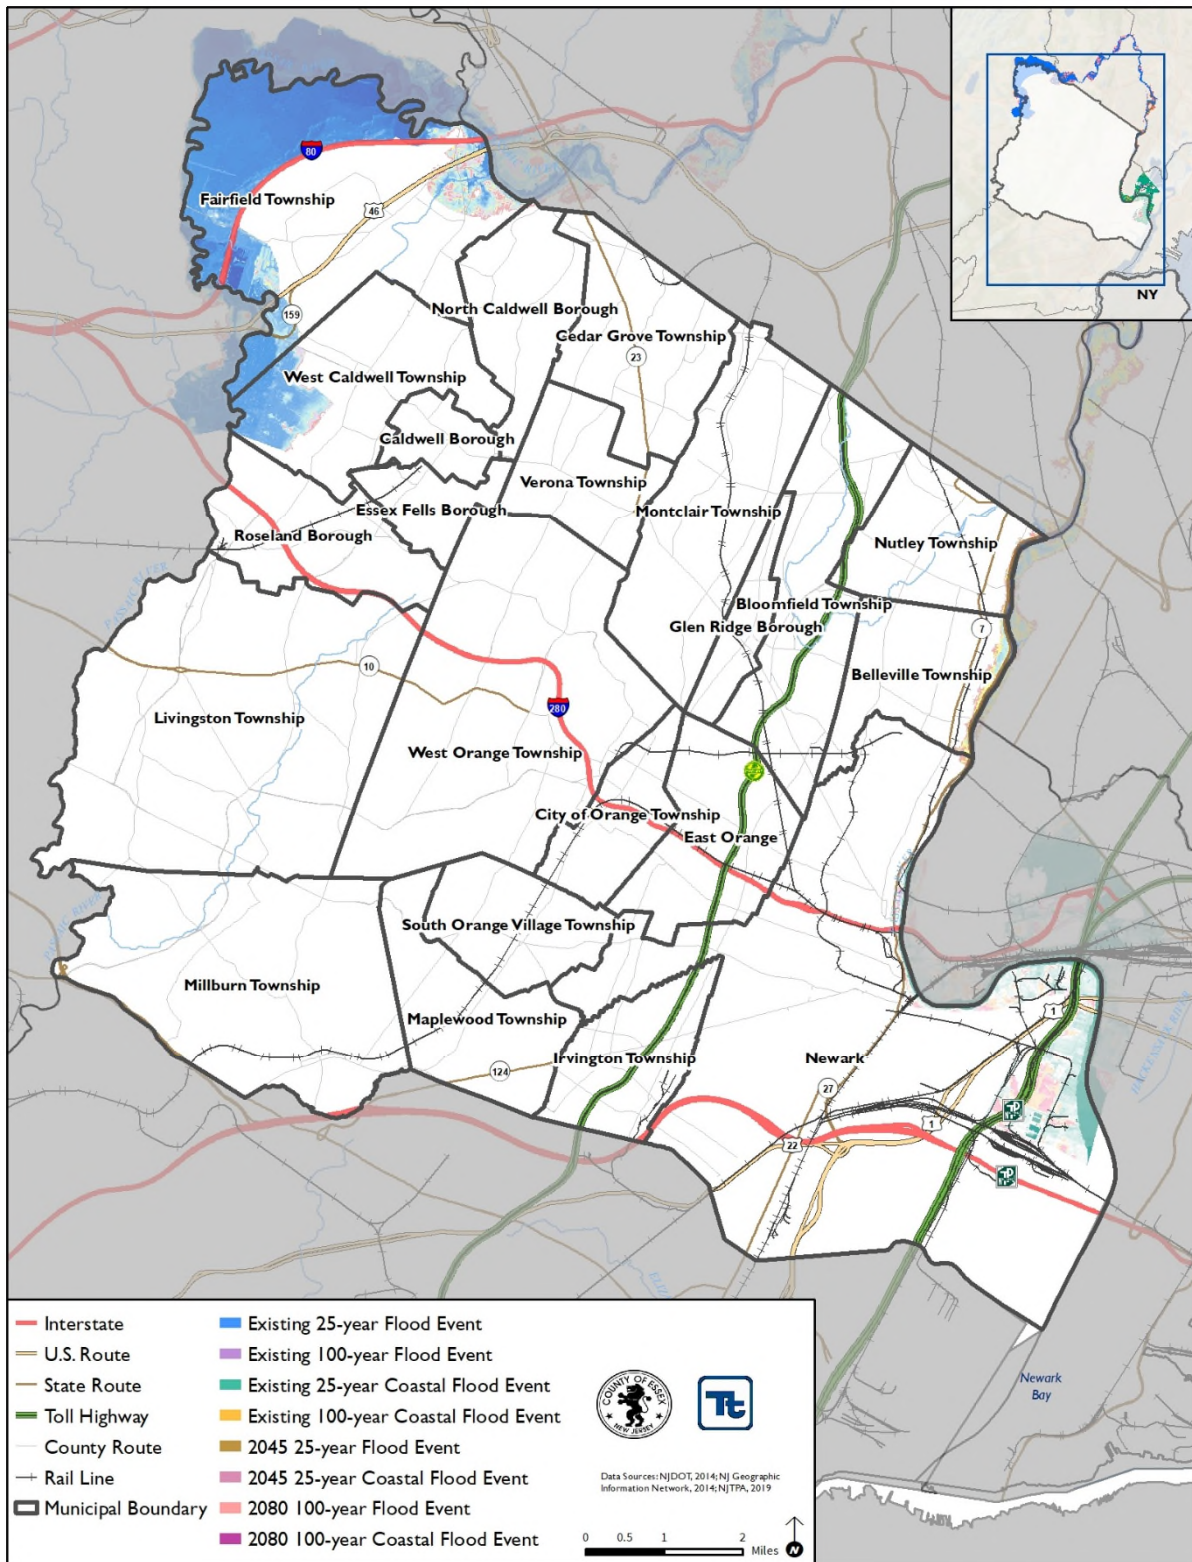 NY
80
Fairfield Township
46
159
North Caldwell Borough
Cedar Grove Township
23
West Caldwell Township
Caldwell Borough
Verona Township
Essex Fells Borough
Montclair Township
Roseland Borough
Nutley Township
PASSAIC RIVER
Bloomfield Township
Glen Ridge Borough
7
10
Belleville Township
280
Livingston Township
West Orange Township
City of Orange Township
East Orange
PASSAIC RIVER
South Orange Village Township
Millburn Township
HACKENSACK RIVER
1
Maplewood Township
Irvington Township
Newark
124
27
1
22
Newark
Bay
Interstate
U.S. Route
State Route
Toll Highway
County Route
Rail Line
Municipal Boundary
Existing 25-year Flood Event
Existing 100-year Flood Event
Existing 25-year Coastal Flood Event
Existing 100-year Coastal Flood Event
2045 25-year Flood Event
2045 25-year Coastal Flood Event
2080 100-year Flood Event
2080 100-year Coastal Flood Event
COUNTY OF ESSEX
NEW JERSEY
Tt
Data Sources: NJDOT, 2014; NJ Geographic
Information Network, 2014; NJTPA, 2019
0 0.5 1 2
Miles
N